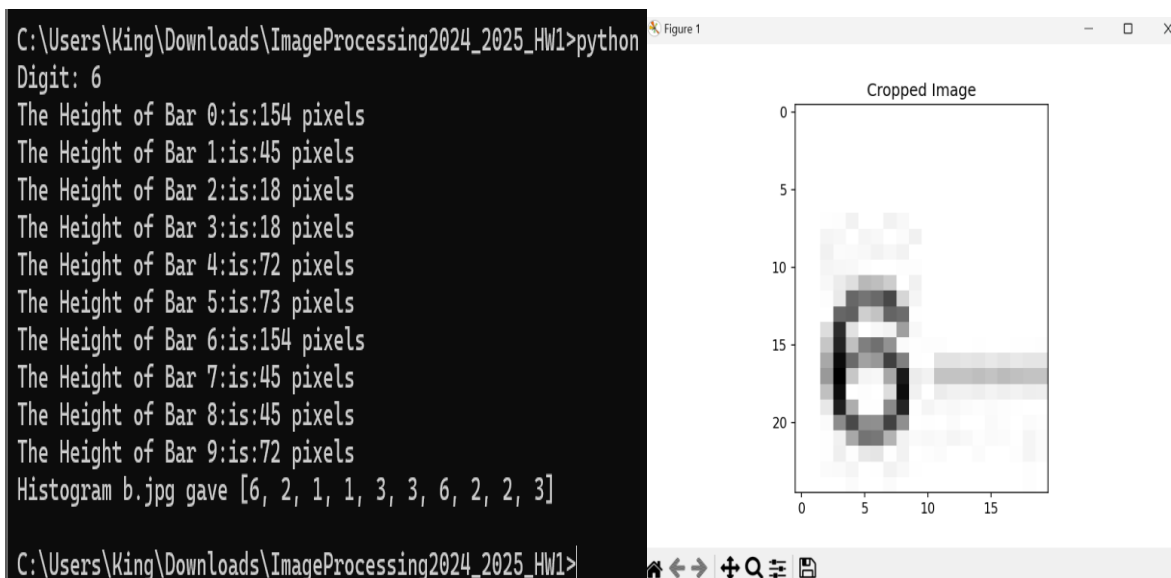 C:\Users\King\Downloads\ImageProcessing2024_2025_HW1>python
Digit: 6
The Height of Bar 0:is:154 pixels
The Height of Bar 1:is:45 pixels
The Height of Bar 2:is:18 pixels
The Height of Bar 3:is:18 pixels
The Height of Bar 4:is:72 pixels
The Height of Bar 5:is:73 pixels
The Height of Bar 6:is:154 pixels
The Height of Bar 7:is:45 pixels
The Height of Bar 8:is:45 pixels
The Height of Bar 9:is:72 pixels
Histogram b.jpg gave [6, 2, 1, 1, 3, 3, 6, 2, 2, 3]
C:\Users\King\Downloads\ImageProcessing2024_2025_HW1>
Figure 1
Cropped Image
0
5
10
15
20
6
0 5 10 15